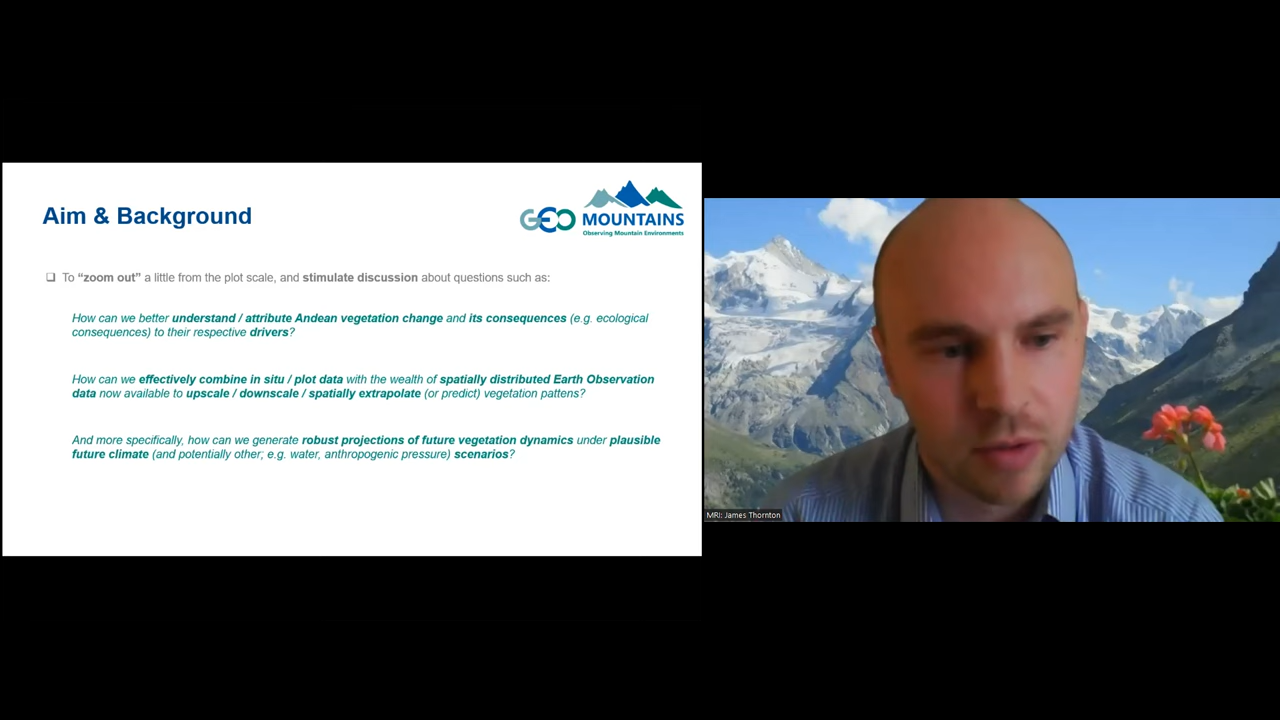 Aim & Background
GEO MOUNTAINS
Observing Mountain Environments
❑ To “zoom out” a little from the plot scale, and stimulate discussion about questions such as:
How can we better understand / attribute Andean vegetation change and its consequences (e.g. ecological
consequences) to their respective drivers?
How can we effectively combine in situ / plot data with the wealth of spatially distributed Earth Observation
data now available to upscale / downscale / spatially extrapolate (or predict) vegetation pattens?
And more specifically, how can we generate robust projections of future vegetation dynamics under plausible
future climate (and potentially other; e.g. water, anthropogenic pressure) scenarios?
MRI: James Thornton